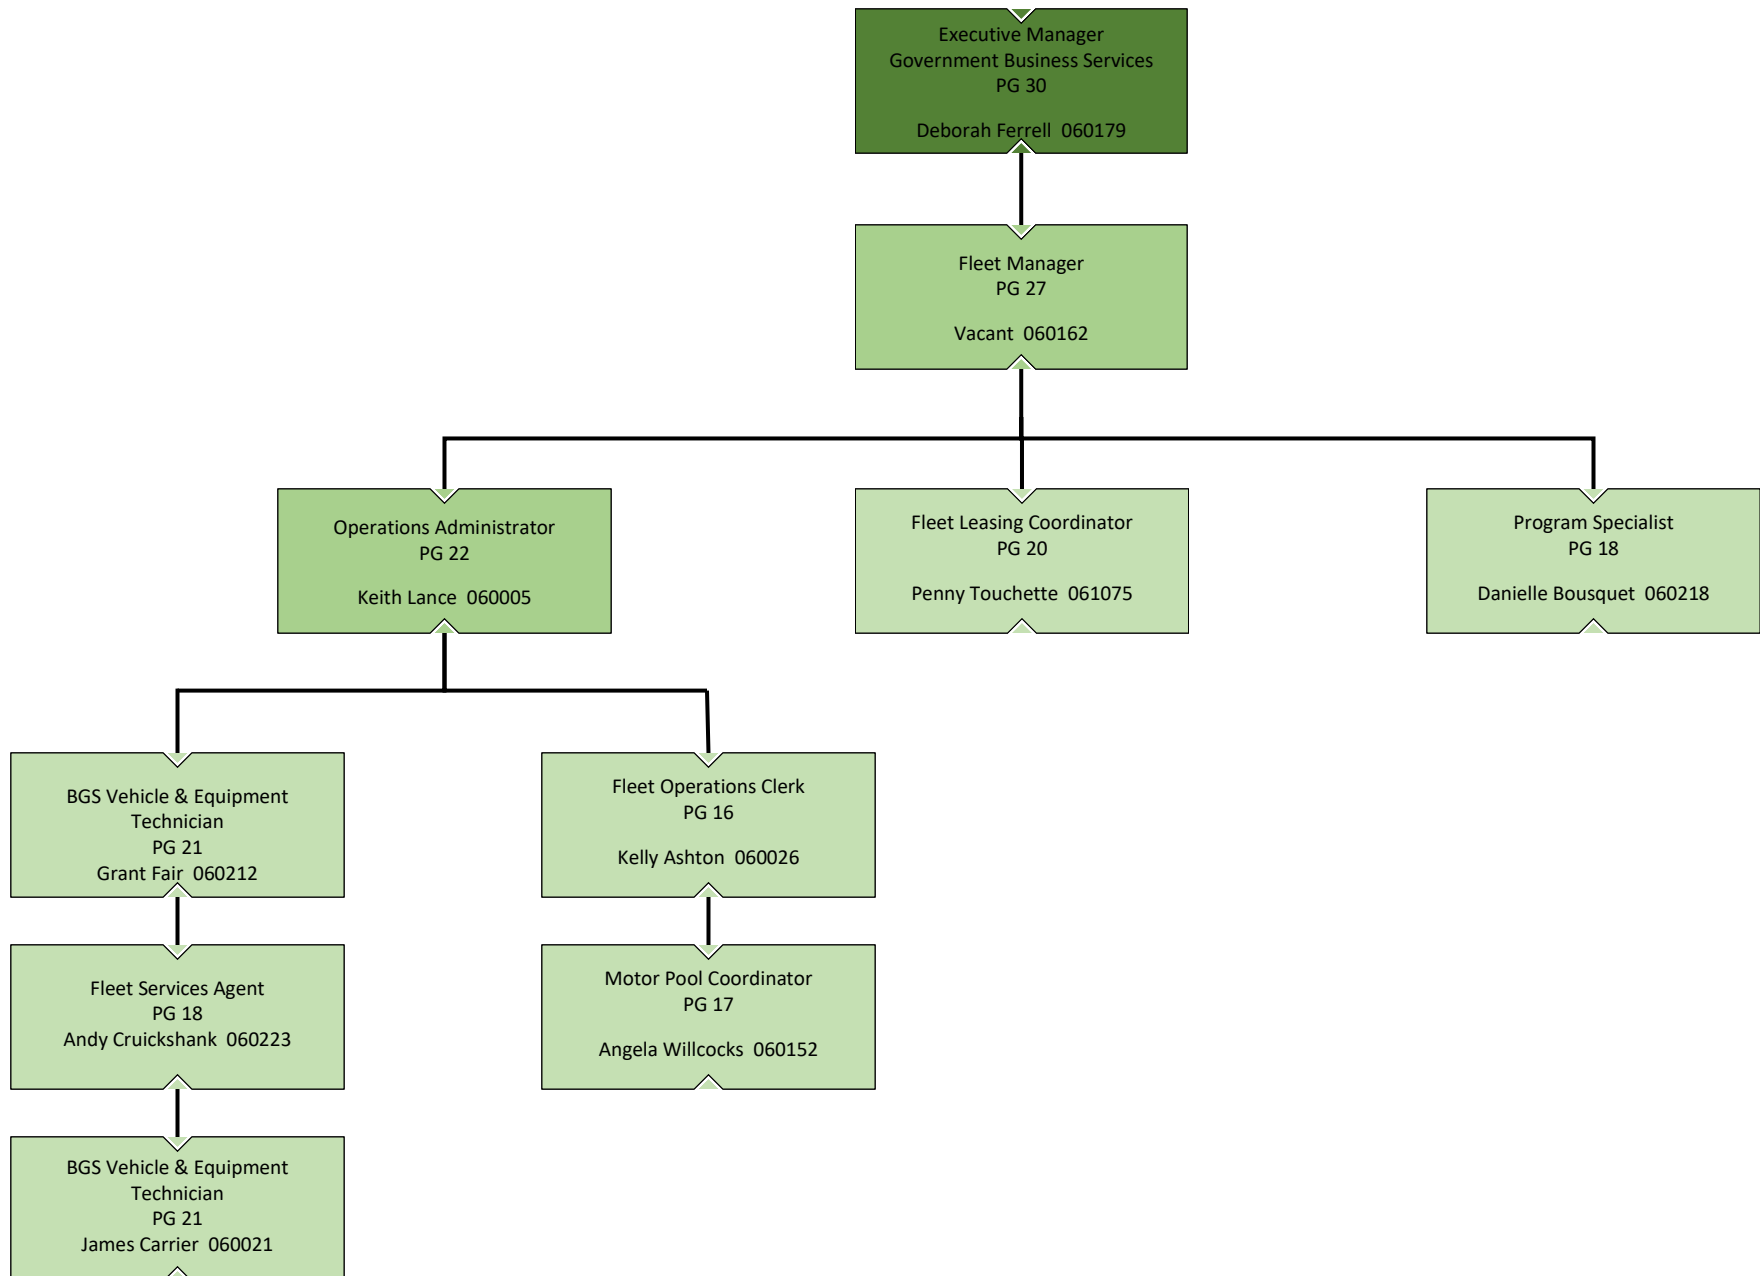 Executive Manager
Government Business Services
PG 30
Deborah Ferrell  060179
Fleet Manager
PG 27
Vacant  060162
Operations Administrator
PG 22
Keith Lance  060005
Fleet Leasing Coordinator
PG 20
Penny Touchette  061075
Program Specialist
PG 18
Danielle Bousquet  060218
BGS Vehicle & Equipment
Technician
PG 21
Grant Fair  060212
Fleet Operations Clerk
PG 16
Kelly Ashton  060026
Fleet Services Agent
PG 18
Andy Cruickshank  060223
Motor Pool Coordinator
PG 17
Angela Willcocks  060152
BGS Vehicle & Equipment
Technician
PG 21
James Carrier  060021